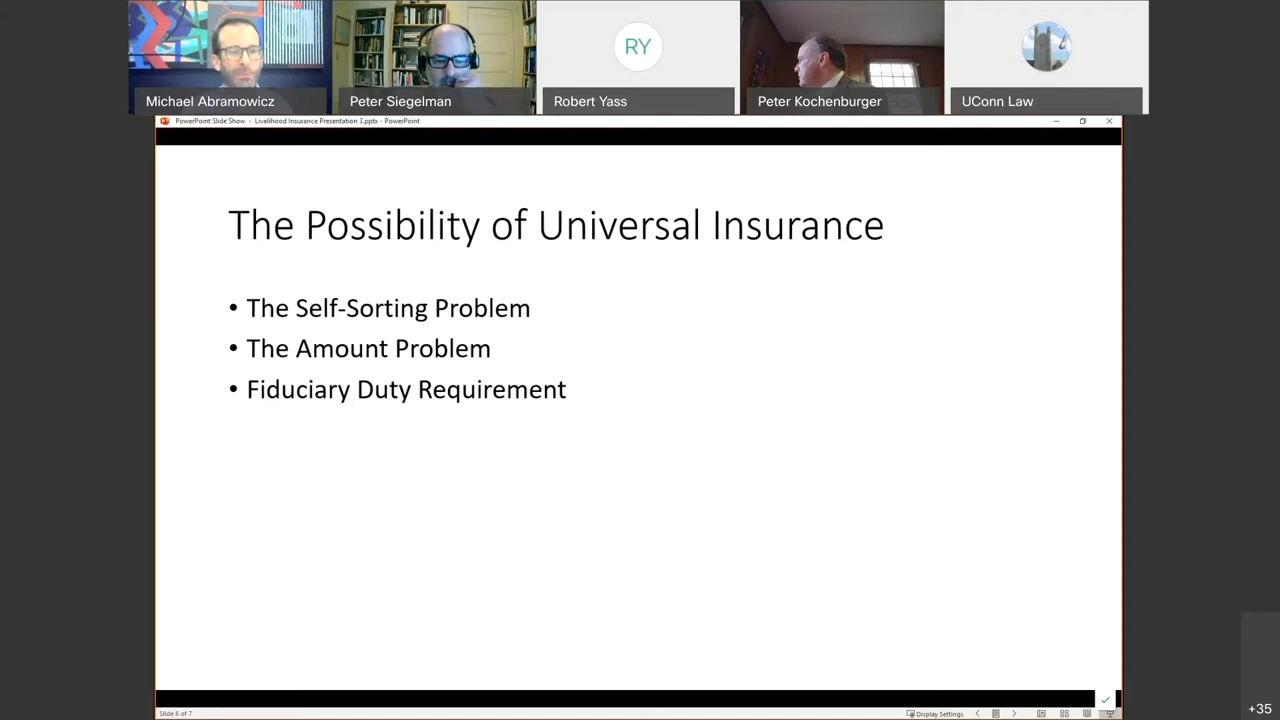 RY
Michael Abramowicz
Peter Siegelman
Robert Yass
Peter Kochenburger
UConn Law
PowerPoint Slide Show - Livelihood Insurance Presentation 3.pptx - PowerPoint
The Possibility of Universal Insurance
• The Self-Sorting Problem
• The Amount Problem
• Fiduciary Duty Requirement
+35
Slide 6 of 7
Display Settings